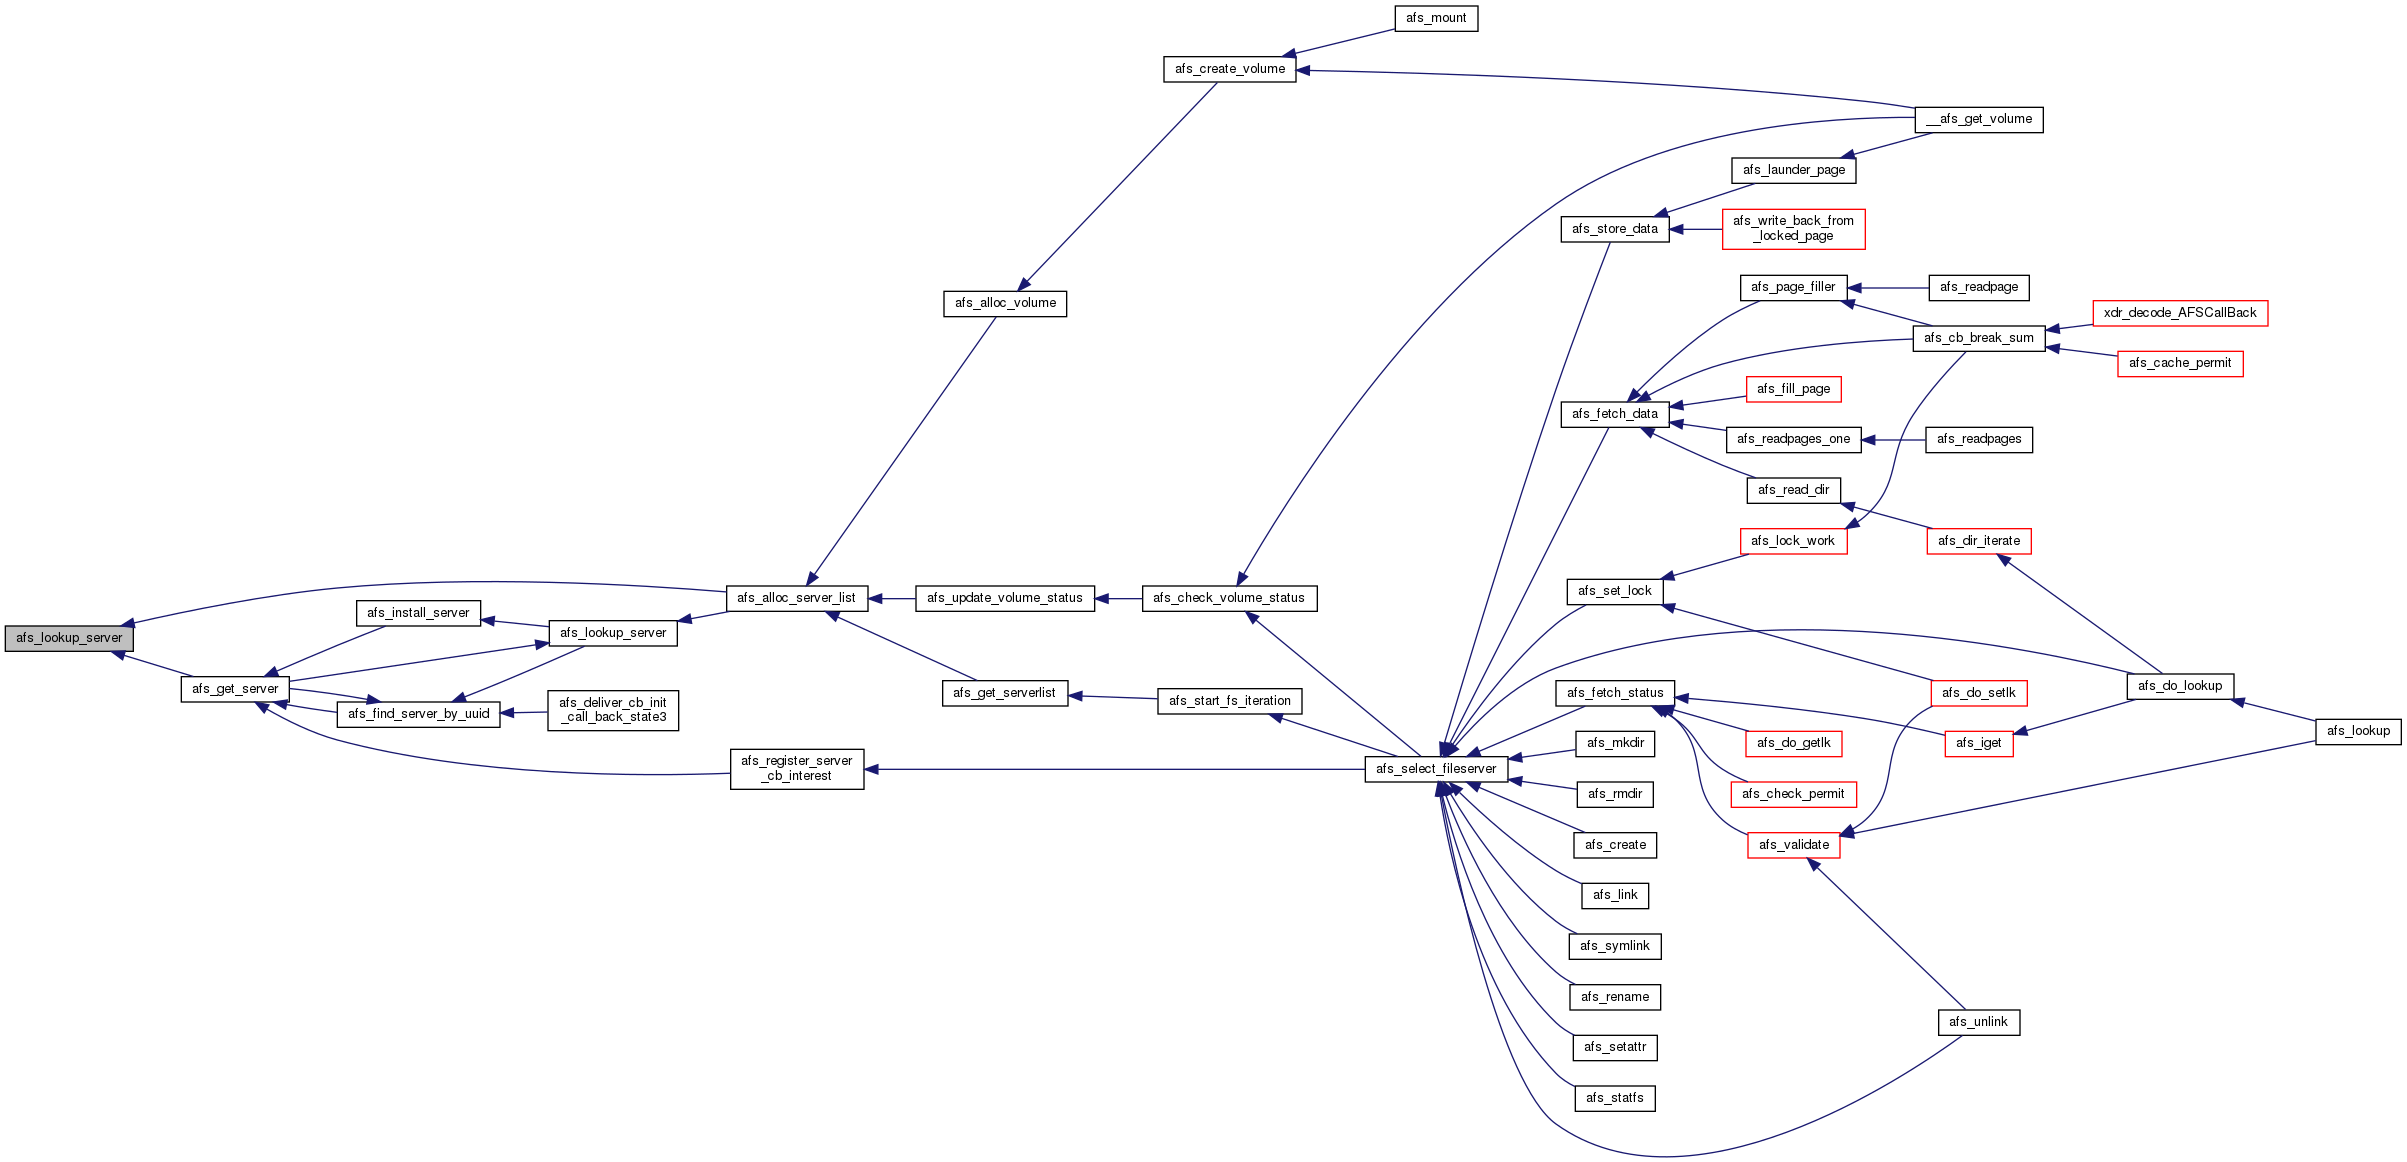 afs_mount
afs_create_volume
__afs_get_volume
afs_launder_page
afs_store_data
afs_write_back_from
_locked_page
afs_page_filler
afs_readpage
afs_alloc_volume
xdr_decode_AFSCallBack
afs_cb_break_sum
afs_cache_permit
afs_fill_page
afs_fetch_data
afs_readpages_one
afs_readpages
afs_read_dir
afs_lock_work
afs_dir_iterate
afs_set_lock
afs_alloc_server_list
afs_update_volume_status
afs_check_volume_status
afs_install_server
afs_lookup_server
afs_lookup_server
afs_get_server
afs_find_server_by_uuid
afs_deliver_cb_init
_call_back_state3
afs_get_serverlist
afs_start_fs_iteration
afs_fetch_status
afs_do_setlk
afs_do_lookup
afs_lookup
afs_mkdir
afs_do_getlk
afs_iget
afs_register_server
_cb_interest
afs_select_fileserver
afs_rmdir
afs_check_permit
afs_create
afs_validate
afs_link
afs_symlink
afs_rename
afs_unlink
afs_setattr
afs_statfs